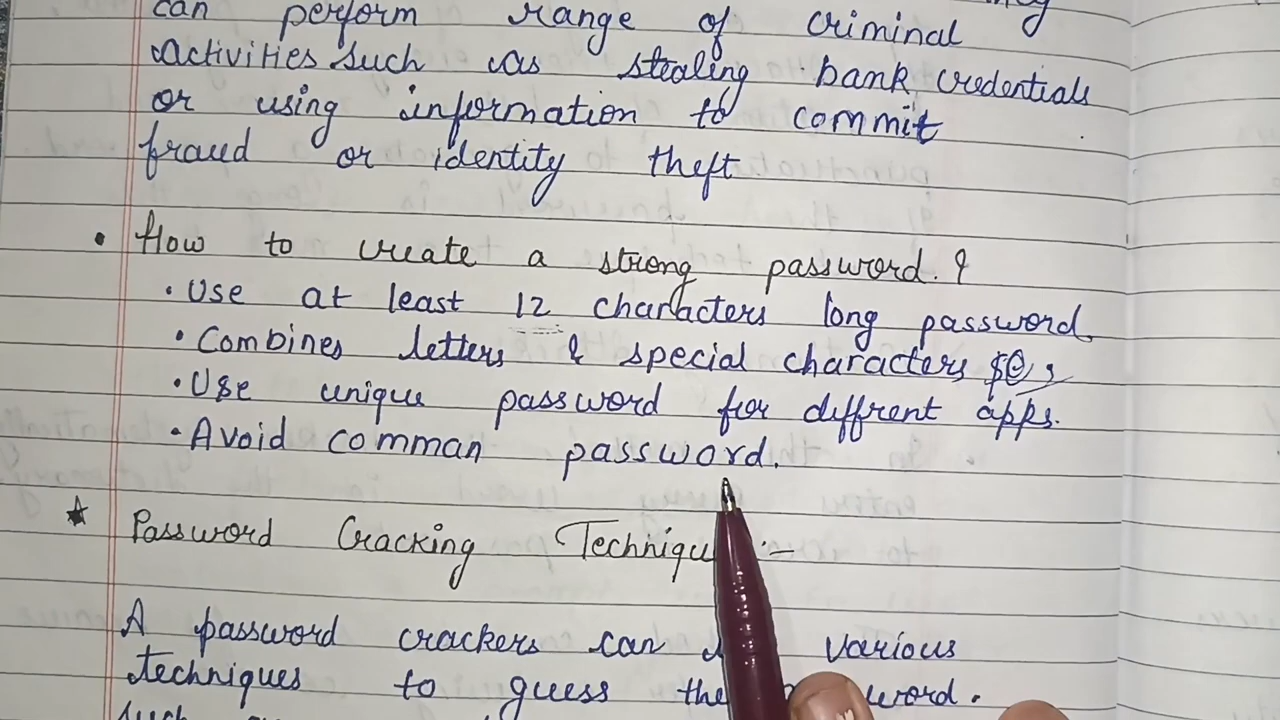 can perform range of criminal
activities such as stealing bank credentials
or using information to commit
fraud or identity theft
• How to create a strong password. ?
• Use at least 12 characters long password.
• Combines letters & special characters $@,
• Use unique password for diffrent apps.
• Avoid comman password.
★ Password Cracking Techniqu :-
A password crackers can various
techniques to guess the word.
such